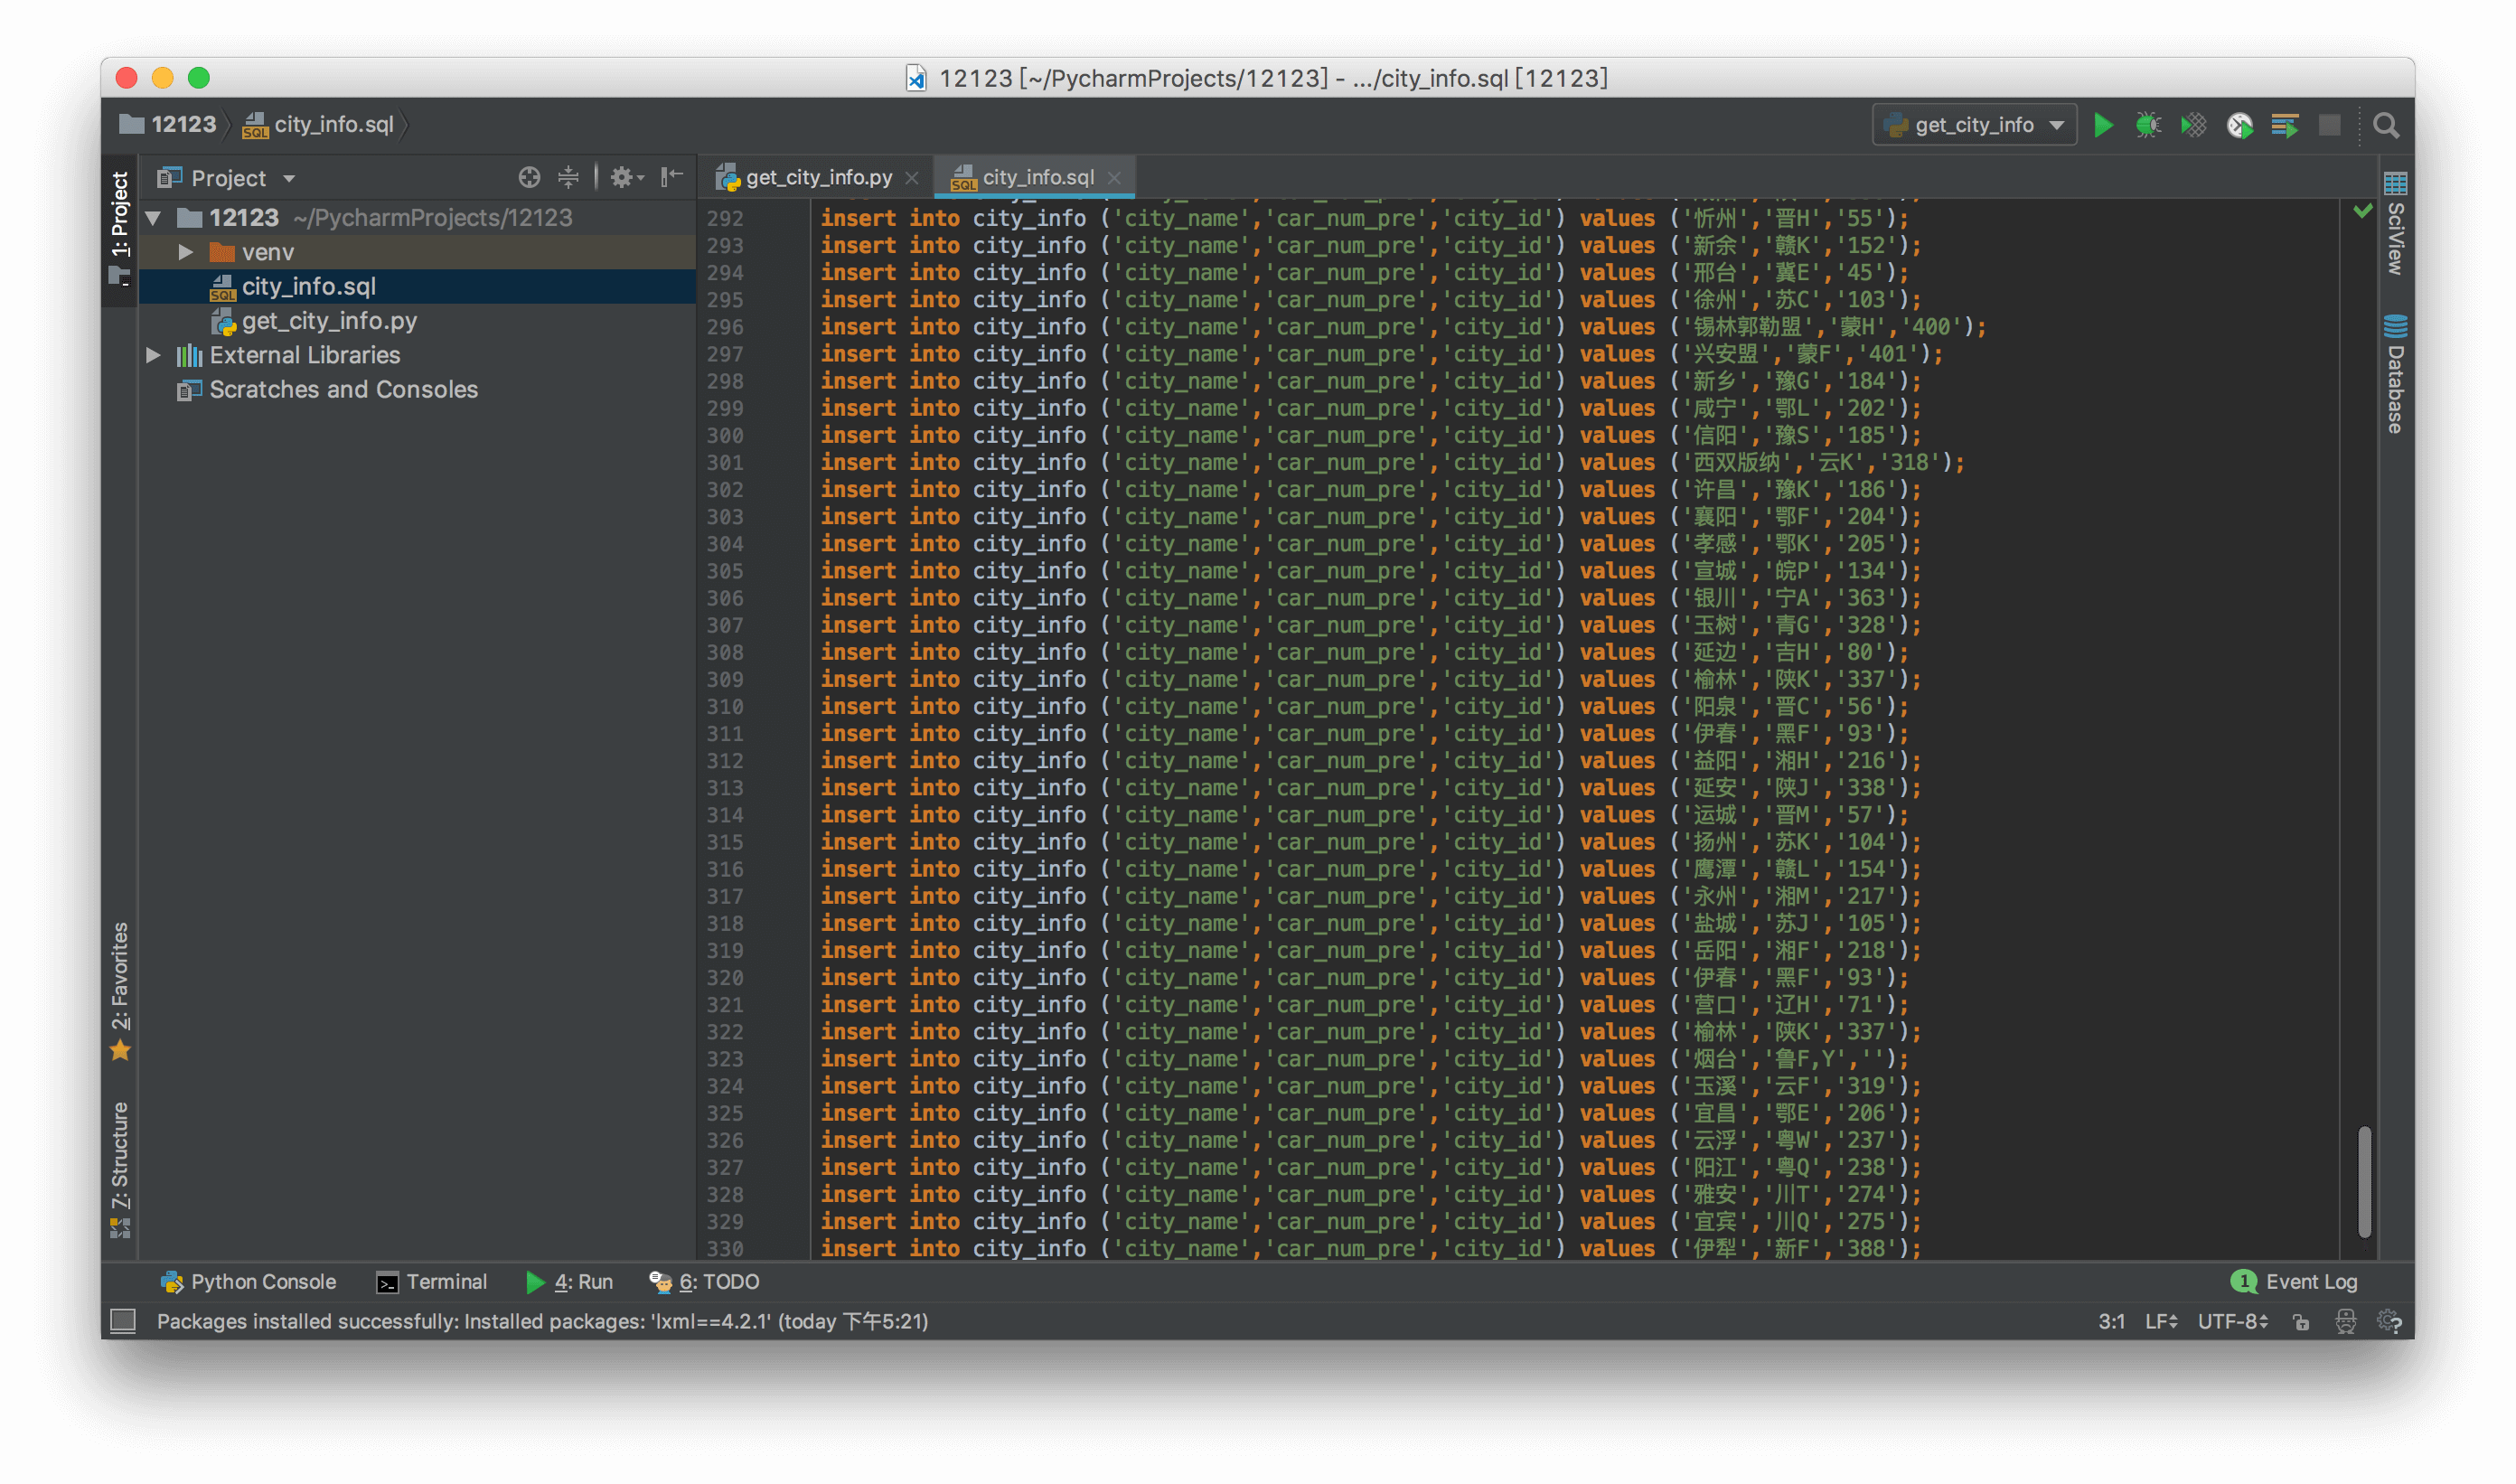 12123 [~/PycharmProjects/12123] - .../city_info.sql [12123]
12123 city_info.sql get_city_info
Project
get_city_info.py city_info.sql
1: Project
12123 ~/PycharmProjects/12123
venv
city_info.sql
get_city_info.py
External Libraries
Scratches and Consoles
2: Favorites
7: Structure
292 insert into city_info ('city_name','car_num_pre','city_id') values ('忻州','晋H','55');
293 insert into city_info ('city_name','car_num_pre','city_id') values ('新余','赣K','152');
294 insert into city_info ('city_name','car_num_pre','city_id') values ('邢台','冀E','45');
295 insert into city_info ('city_name','car_num_pre','city_id') values ('徐州','苏C','103');
296 insert into city_info ('city_name','car_num_pre','city_id') values ('锡林郭勒盟','蒙H','400');
297 insert into city_info ('city_name','car_num_pre','city_id') values ('兴安盟','蒙F','401');
298 insert into city_info ('city_name','car_num_pre','city_id') values ('新乡','豫G','184');
299 insert into city_info ('city_name','car_num_pre','city_id') values ('咸宁','鄂L','202');
300 insert into city_info ('city_name','car_num_pre','city_id') values ('信阳','豫S','185');
301 insert into city_info ('city_name','car_num_pre','city_id') values ('西双版纳','云K','318');
302 insert into city_info ('city_name','car_num_pre','city_id') values ('许昌','豫K','186');
303 insert into city_info ('city_name','car_num_pre','city_id') values ('襄阳','鄂F','204');
304 insert into city_info ('city_name','car_num_pre','city_id') values ('孝感','鄂K','205');
305 insert into city_info ('city_name','car_num_pre','city_id') values ('宣城','皖P','134');
306 insert into city_info ('city_name','car_num_pre','city_id') values ('银川','宁A','363');
307 insert into city_info ('city_name','car_num_pre','city_id') values ('玉树','青G','328');
308 insert into city_info ('city_name','car_num_pre','city_id') values ('延边','吉H','80');
309 insert into city_info ('city_name','car_num_pre','city_id') values ('榆林','陕K','337');
310 insert into city_info ('city_name','car_num_pre','city_id') values ('阳泉','晋C','56');
311 insert into city_info ('city_name','car_num_pre','city_id') values ('伊春','黑F','93');
312 insert into city_info ('city_name','car_num_pre','city_id') values ('益阳','湘H','216');
313 insert into city_info ('city_name','car_num_pre','city_id') values ('延安','陕J','338');
314 insert into city_info ('city_name','car_num_pre','city_id') values ('运城','晋M','57');
315 insert into city_info ('city_name','car_num_pre','city_id') values ('扬州','苏K','104');
316 insert into city_info ('city_name','car_num_pre','city_id') values ('鹰潭','赣L','154');
317 insert into city_info ('city_name','car_num_pre','city_id') values ('永州','湘M','217');
318 insert into city_info ('city_name','car_num_pre','city_id') values ('盐城','苏J','105');
319 insert into city_info ('city_name','car_num_pre','city_id') values ('岳阳','湘F','218');
320 insert into city_info ('city_name','car_num_pre','city_id') values ('伊春','黑F','93');
321 insert into city_info ('city_name','car_num_pre','city_id') values ('营口','辽H','71');
322 insert into city_info ('city_name','car_num_pre','city_id') values ('榆林','陕K','337');
323 insert into city_info ('city_name','car_num_pre','city_id') values ('烟台','鲁F,Y','');
324 insert into city_info ('city_name','car_num_pre','city_id') values ('玉溪','云F','319');
325 insert into city_info ('city_name','car_num_pre','city_id') values ('宜昌','鄂E','206');
326 insert into city_info ('city_name','car_num_pre','city_id') values ('云浮','粤W','237');
327 insert into city_info ('city_name','car_num_pre','city_id') values ('阳江','粤Q','238');
328 insert into city_info ('city_name','car_num_pre','city_id') values ('雅安','川T','274');
329 insert into city_info ('city_name','car_num_pre','city_id') values ('宜宾','川Q','275');
330 insert into city_info ('city_name','car_num_pre','city_id') values ('伊犁','新F','388');
SciView
Database
Python Console Terminal 4: Run 6: TODO 1 Event Log
Packages installed successfully: Installed packages: 'lxml==4.2.1' (today 下午5:21) 3:1 LF UTF-8